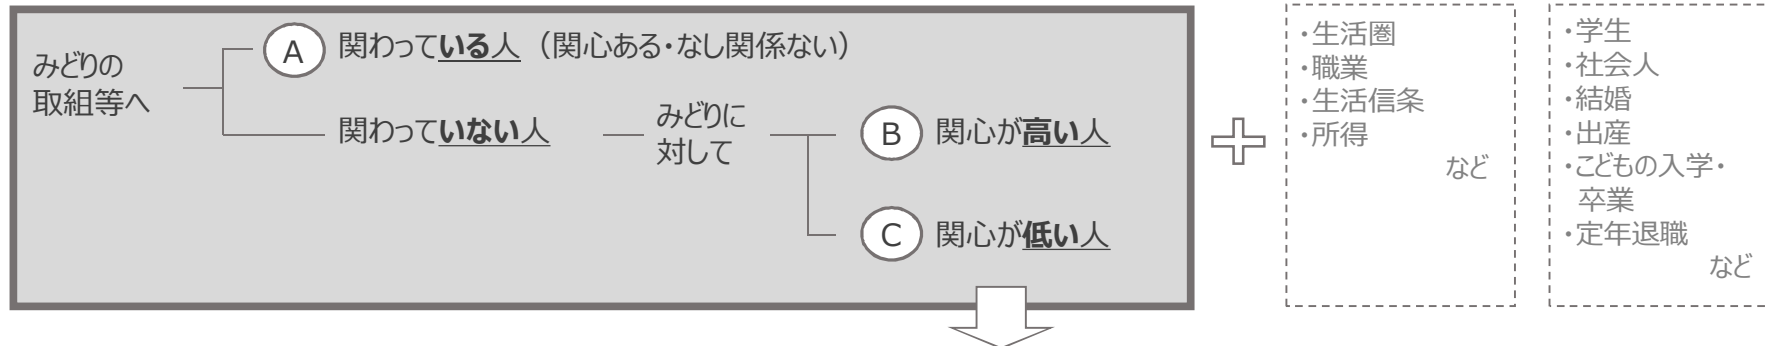 みどりの
取組等へ
A 関わっている人（関心ある・なし関係ない）
関わっていない人
みどりに
対して
B 関心が高い人
C 関心が低い人
・生活圏
・職業
・生活信条
・所得
など
・学生
・社会人
・結婚
・出産
・こどもの入学・
卒業
・定年退職
など